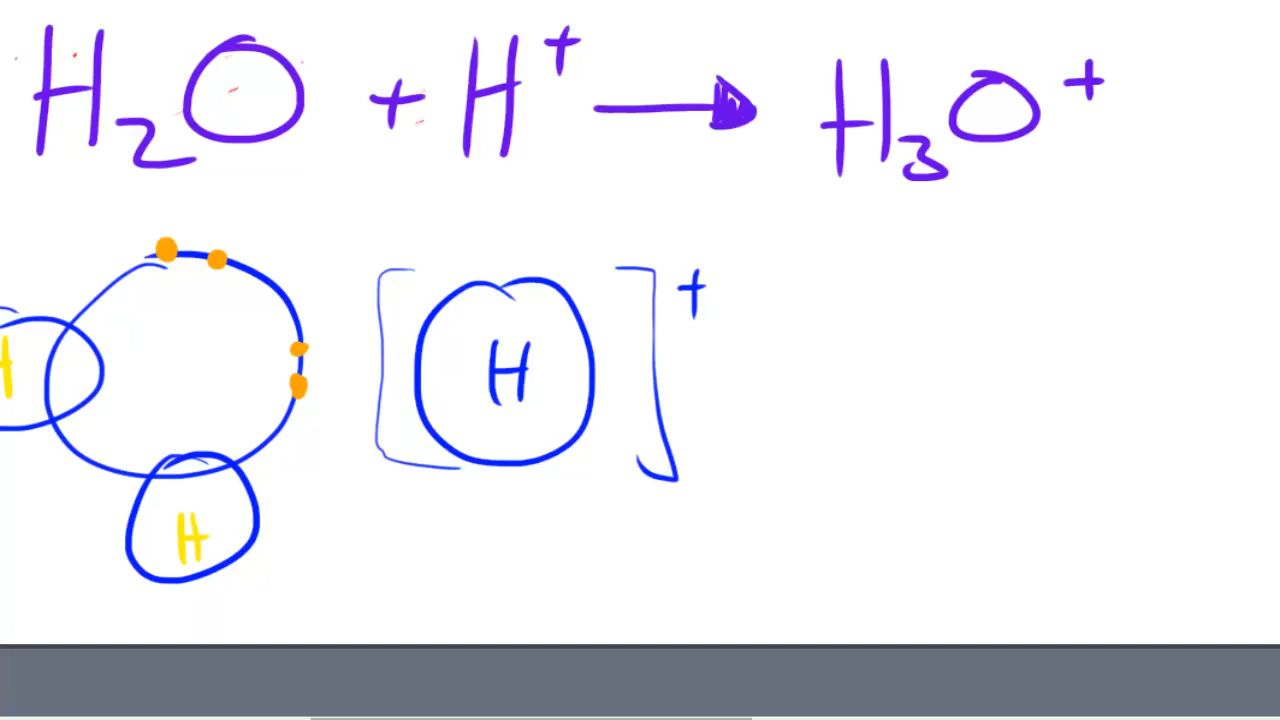 H₂O + H⁺ → H₃O⁺
H [H]⁺
H